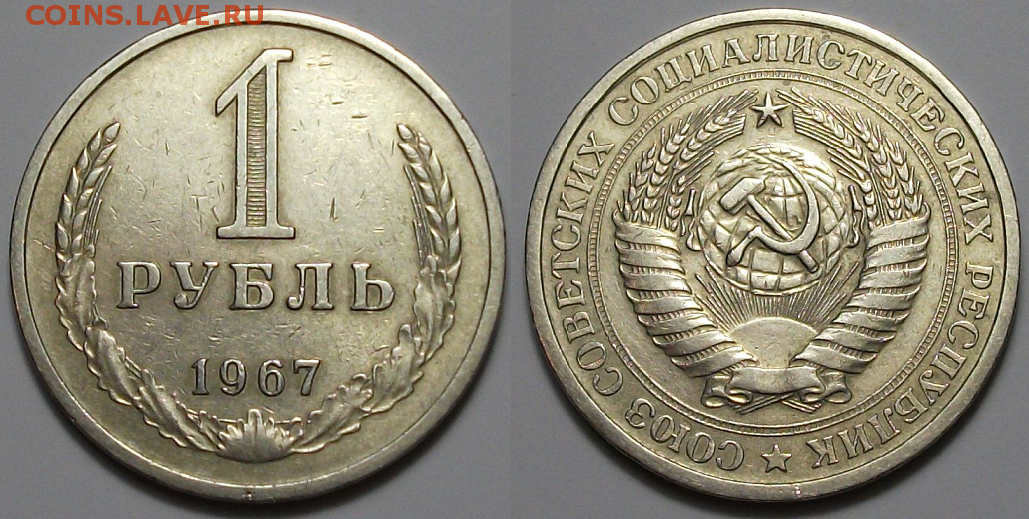 COINS.LAVE.RU
1
РУБЛЬ
1967
СОЮЗ СОВЕТСКИХ СОЦИАЛИСТИЧЕСКИХ РЕСПУБЛИК